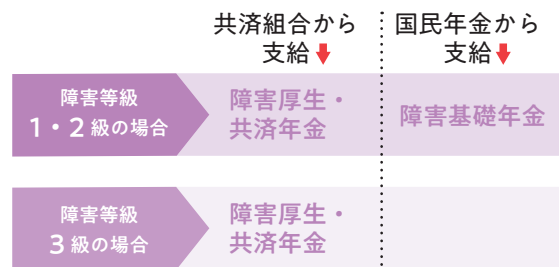 共済組合から
支給
国民年金から
支給
障害等級
1・2級の場合
障害厚生・
共済年金
障害基礎年金
障害等級
3級の場合
障害厚生・
共済年金